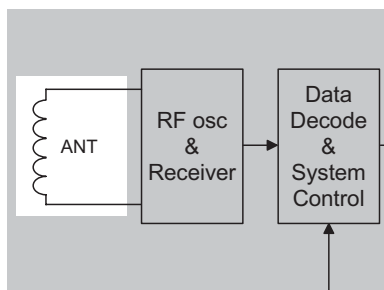 ANT
RF osc
&
Receiver
Data
Decode
&
System
Control